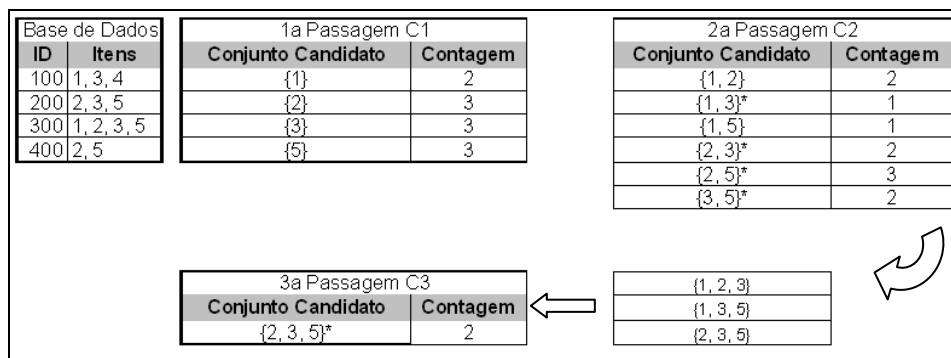 Base de Dados
ID Itens
100 1, 3, 4
200 2, 3, 5
300 1, 2, 3, 5
400 2, 5
1a Passagem C1
Conjunto Candidato Contagem
{1} 2
{2} 3
{3} 3
{5} 3
2a Passagem C2
Conjunto Candidato Contagem
{1, 2} 2
{1, 3}* 1
{1, 5} 1
{2, 3}* 2
{2, 5}* 3
{3, 5}* 2
3a Passagem C3
Conjunto Candidato Contagem
{2, 3, 5}* 2
{1, 2, 3}
{1, 3, 5}
{2, 3, 5}